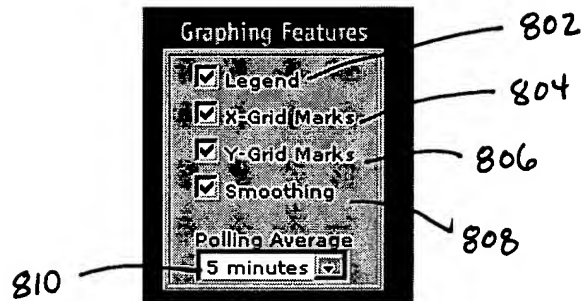 Graphing Features
802
Legend
804
X-Grid Marks
Y-Grid Marks
806
Smoothing
808
Polling Average
810
5 minutes